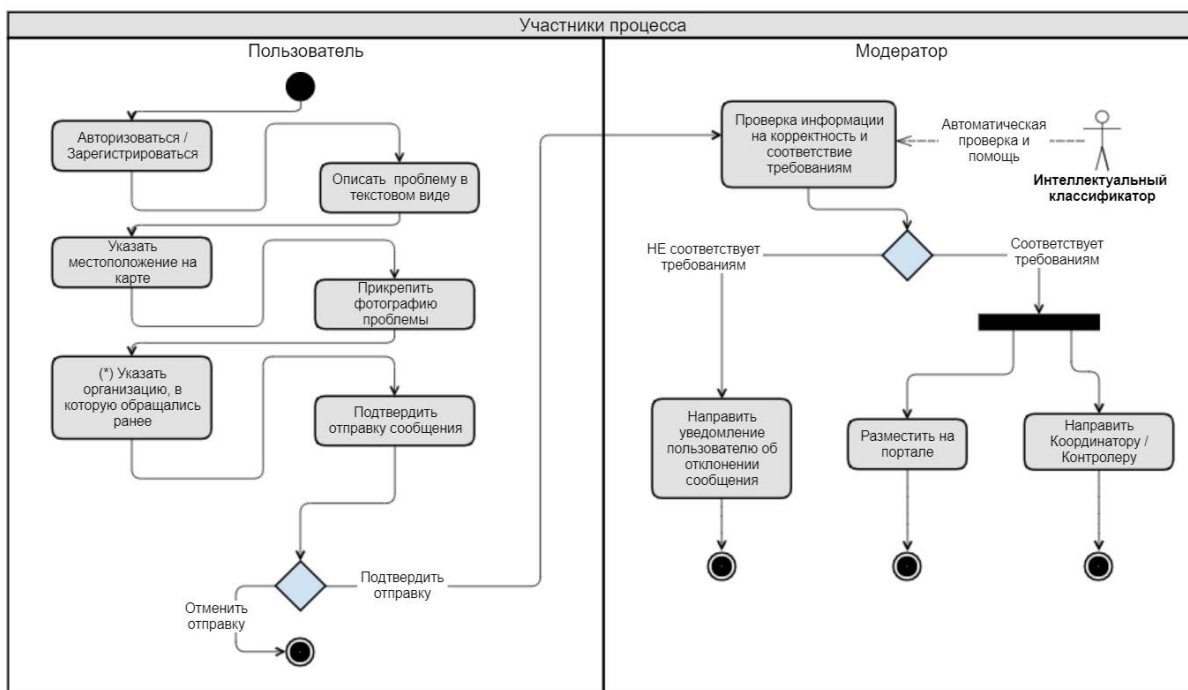 Участники процесса
Пользователь
Авторизоваться /
Зарегистрироваться
Описать проблему в
текстовом виде
Указать
местоположение на
карте
Прикрепить
фотографию
проблемы
(*) Указать
организацию, в
которую обращались
ранее
Подтвердить
отправку сообщения
Подтвердить
отправку
Отменить
отправку
Модератор
Проверка информации
на корректность и
соответствие
требованиям
Автоматическая
проверка и
помощь
Интеллектуальный
классификатор
НЕ соответствует
требованиям
Соответствует
требованиям
Направить
уведомление
пользователю об
отклонении
сообщения
Разместить на
портале
Направить
Координатору /
Контролеру